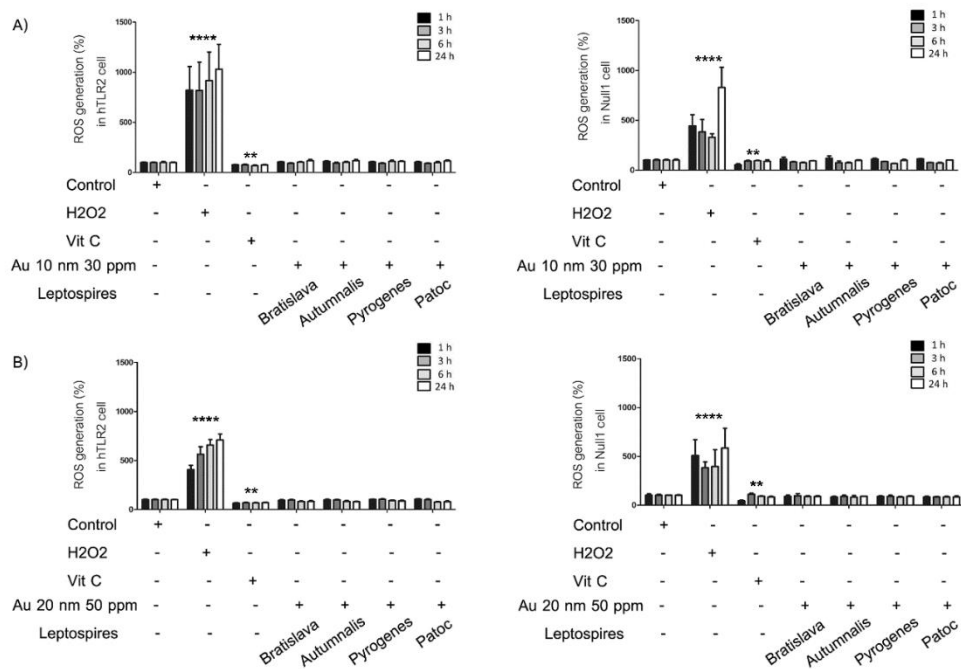 A)
ROS generation (%)
in hTLR2 cell
1500
1000
500
0
****
**
1 h
3 h
6 h
24 h
Control + - - - - - -
H2O2 - + - - - - -
Vit C - - + - - - -
Au 10 nm 30 ppm - - - + + + +
Leptospires - - - Bratislava Autumnalis Pyrogenes Patoc
ROS generation (%)
in Null1 cell
1500
1000
500
0
****
**
1 h
3 h
6 h
24 h
Control + - - - - - -
H2O2 - + - - - - -
Vit C - - + - - - -
Au 10 nm 30 ppm - - - + + + +
Leptospires - - - Bratislava Autumnalis Pyrogenes Patoc
B)
ROS generation (%)
in hTLR2 cell
1500
1000
500
0
****
**
1 h
3 h
6 h
24 h
Control + - - - - - -
H2O2 - + - - - - -
Vit C - - + - - - -
Au 20 nm 50 ppm - - - + + + +
Leptospires - - - Bratislava Autumnalis Pyrogenes Patoc
ROS generation (%)
in Null1 cell
1500
1000
500
0
****
**
1 h
3 h
6 h
24 h
Control + - - - - - -
H2O2 - + - - - - -
Vit C - - + - - - -
Au 20 nm 50 ppm - - - + + + +
Leptospires - - - Bratislava Autumnalis Pyrogenes Patoc